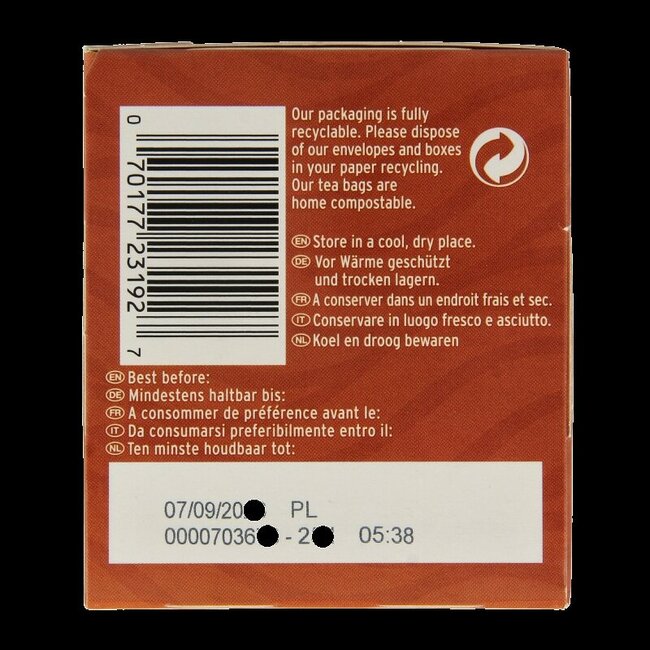 Our packaging is fully
recyclable. Please dispose
of our envelopes and boxes
in your paper recycling.
Our tea bags are
home compostable.
0 70177 23192 7
EN Store in a cool, dry place.
DE Vor Wärme geschützt
und trocken lagern.
FR A conserver dans un endroit frais et sec.
IT Conservare in luogo fresco e asciutto.
NL Koel en droog bewaren
EN Best before:
DE Mindestens haltbar bis:
FR A consommer de préférence avant le:
IT Da consumarsi preferibilmente entro il:
NL Ten minste houdbaar tot:
PL
05:38